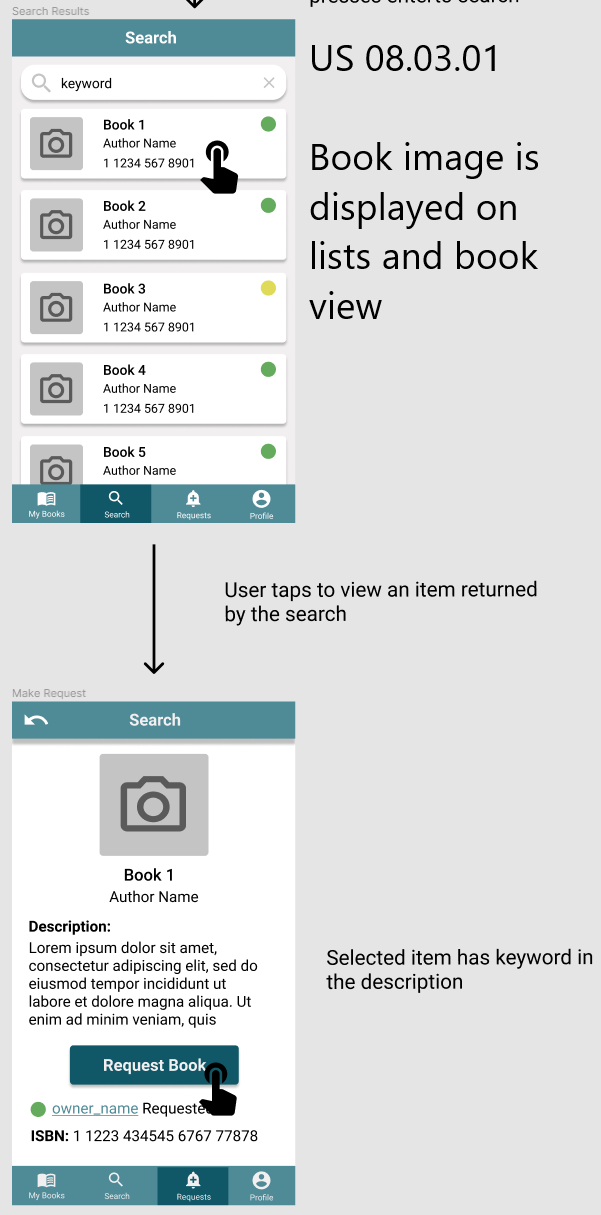 presses enterto search
Search Results
Search
US 08.03.01
keyword
Book 1
Author Name
1 1234 567 8901
Book image is
displayed on
lists and book
view
Book 2
Author Name
1 1234 567 8901
Book 3
Author Name
1 1234 567 8901
Book 4
Author Name
1 1234 567 8901
Book 5
Author Name
My Books Search Requests Profile
User taps to view an item returned
by the search
Make Request
Search
Book 1
Author Name
Description:
Lorem ipsum dolor sit amet,
consectetur adipiscing elit, sed do
eiusmod tempor incididunt ut
labore et dolore magna aliqua. Ut
enim ad minim veniam, quis
Selected item has keyword in
the description
Request Book
owner_name Requested
ISBN: 1 1223 434545 6767 77878
My Books Search Requests Profile